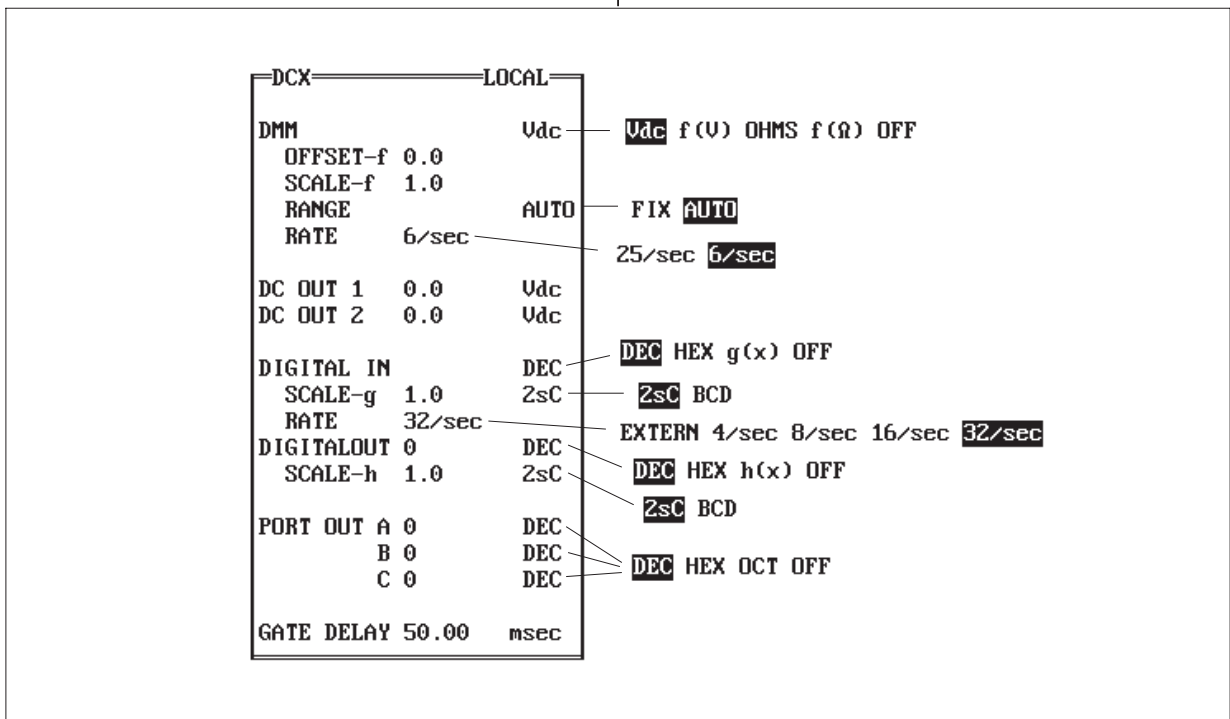 DCX LOCAL
DMM Vdc Vdc f(V) OHMS f(Ω) OFF
OFFSET-f 0.0
SCALE-f 1.0
RANGE AUTO FIX AUTO
RATE 6/sec 25/sec 6/sec
DC OUT 1 0.0 Vdc
DC OUT 2 0.0 Vdc
DIGITAL IN DEC DEC HEX g(x) OFF
SCALE-g 1.0 2sC 2sC BCD
RATE 32/sec EXTERN 4/sec 8/sec 16/sec 32/sec
DIGITALOUT 0 DEC DEC HEX h(x) OFF
SCALE-h 1.0 2sC 2sC BCD
PORT OUT A 0 DEC
B 0 DEC DEC HEX OCT OFF
C 0 DEC
GATE DELAY 50.00 msec